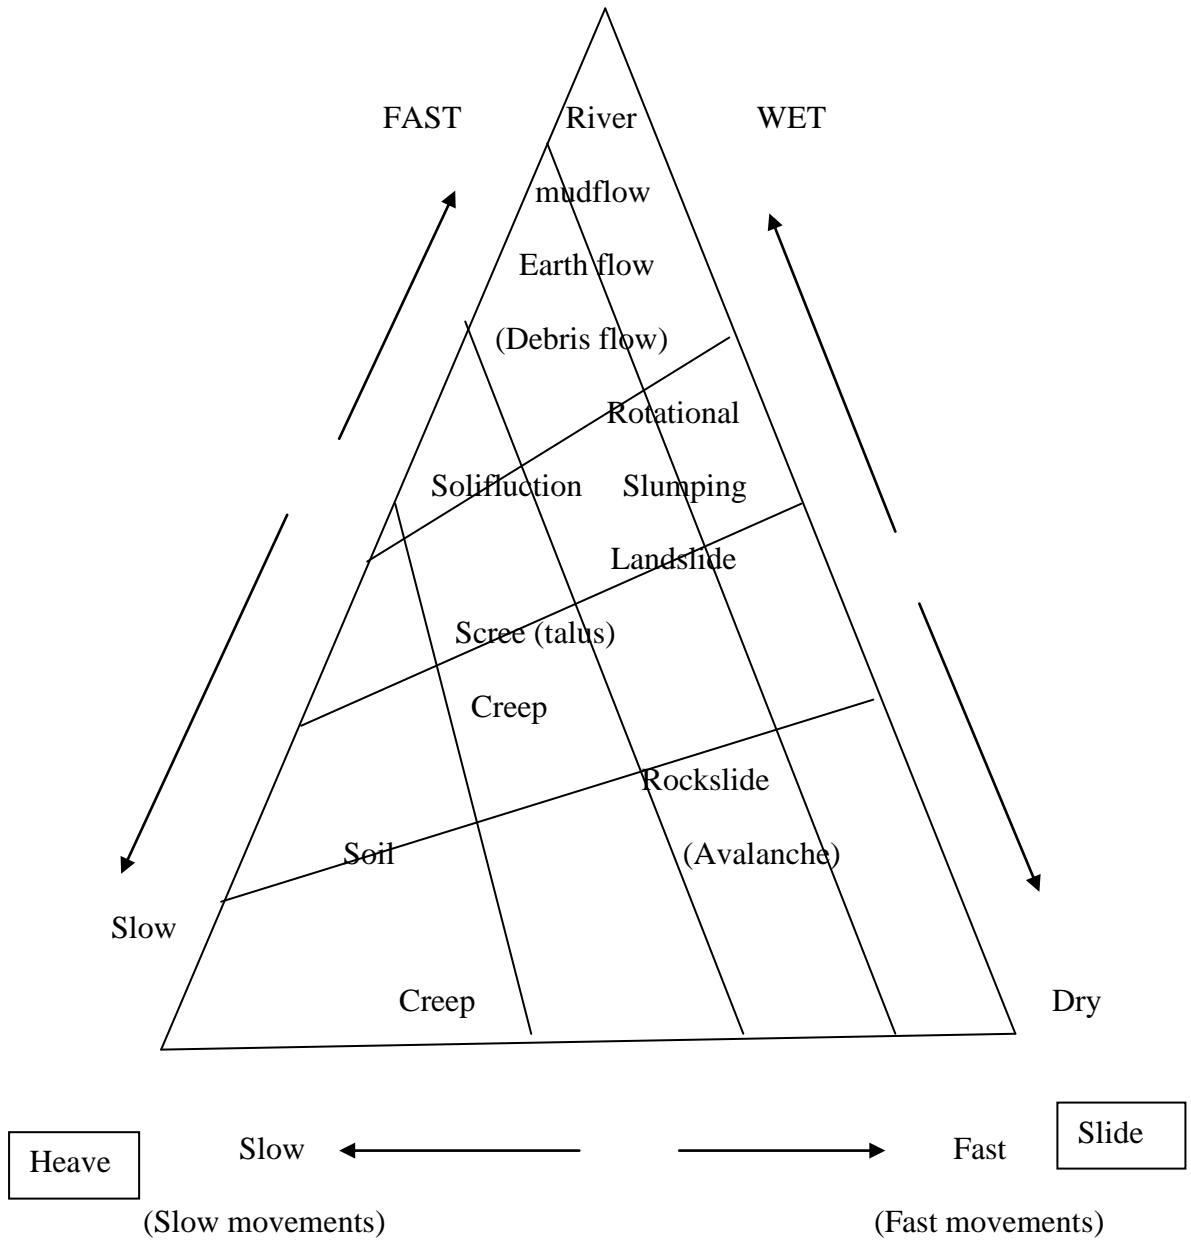 FAST River WET
mudflow
Earth flow
(Debris flow)
Rotational
Solifluction Slumping
Landslide
Scree (talus)
Creep
Rockslide
Soil (Avalanche)
Slow
Creep Dry
Heave Slow Fast Slide
(Slow movements) (Fast movements)